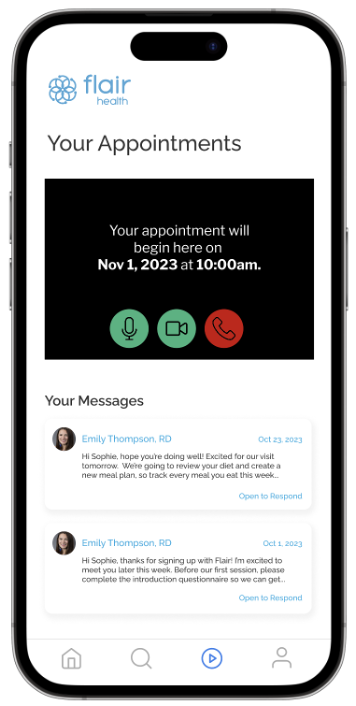 flair
health
Your Appointments
Your appointment will
begin here on
Nov 1, 2023 at 10:00am.
Your Messages
Emily Thompson, RD
Oct 23, 2023
Hi Sophie, hope you're doing well! Excited for our visit
tomorrow. We're going to review your diet and create a
new meal plan, so track every meal you eat this week...
Open to Respond
Emily Thompson, RD
Oct 1, 2023
Hi Sophie, thanks for signing up with Flair! I'm excited to
meet you later this week. Before our first session, please
complete the introduction questionnaire so we can get...
Open to Respond